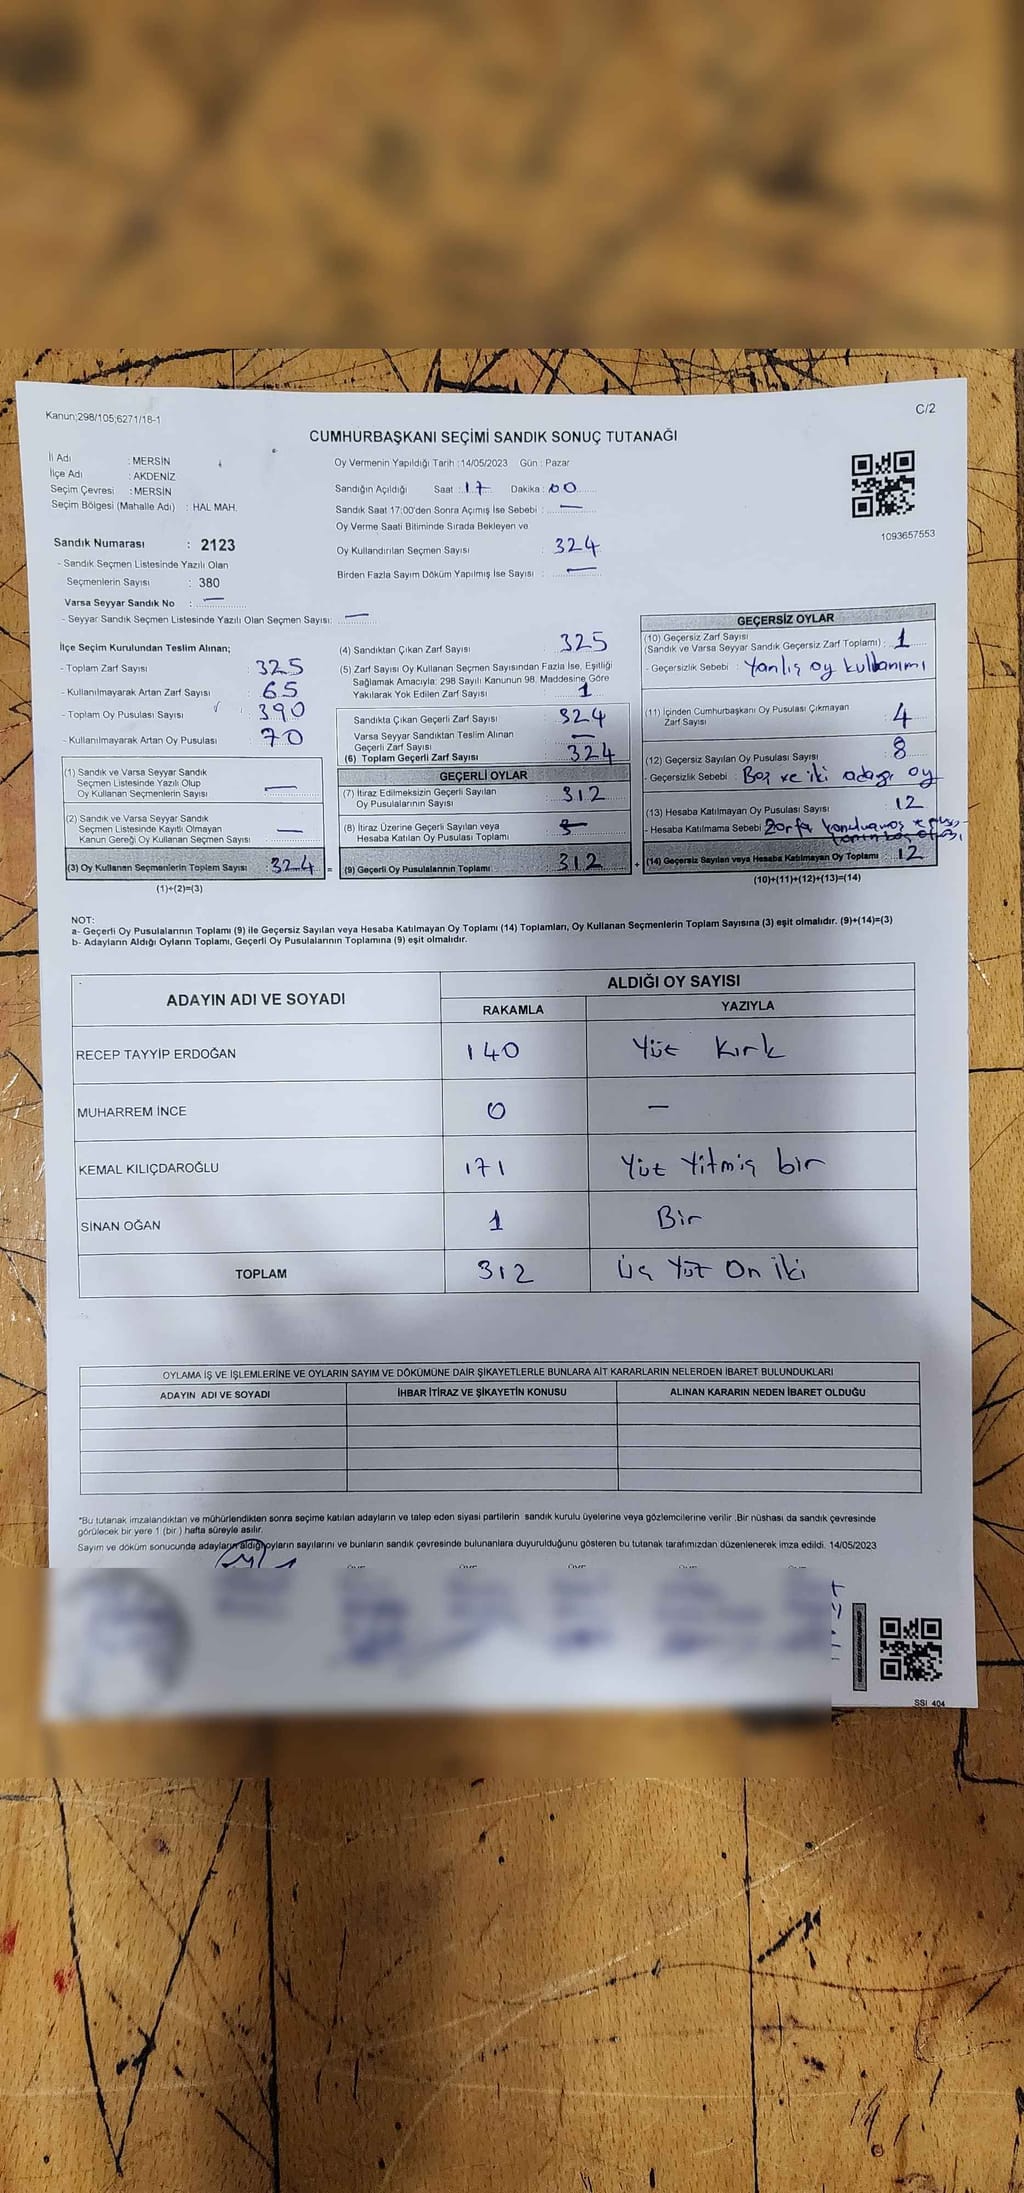 Kanun;298/105;6271/18-1
C/2
CUMHURBAŞKANI SEÇİMİ SANDIK SONUÇ TUTANAĞI
İl Adı : MERSİN
İlçe Adı : AKDENİZ
Seçim Çevresi : MERSİN
Seçim Bölgesi (Mahalle Adı) : HAL MAH.
Oy Vermenin Yapıldığı Tarih :14/05/2023 Gün : Pazar
Sandığın Açıldığı Saat : 17 Dakika : 00
Sandık Saat 17:00'den Sonra Açımış İse Sebebi : —
Oy Verme Saati Bitiminde Sırada Bekleyen ve
Oy Kullandırılan Seçmen Sayısı : 324
Birden Fazla Sayım Döküm Yapılmış İse Sayısı : —
1093657553
Sandık Numarası : 2123
- Sandık Seçmen Listesinde Yazılı Olan
Seçmenlerin Sayısı : 380
Varsa Seyyar Sandık No : —
- Seyyar Sandık Seçmen Listesinde Yazılı Olan Seçmen Sayısı: —
İlçe Seçim Kurulundan Teslim Alınan;
- Toplam Zarf Sayısı : 325
- Kullanılmayarak Artan Zarf Sayısı : 65
- Toplam Oy Pusulası Sayısı : 390
- Kullanılmayarak Artan Oy Pusulası : 70
(1) Sandık ve Varsa Seyyar Sandık
Seçmen Listesinde Yazılı Olup
Oy Kullanan Seçmenlerin Sayısı : —
(2) Sandık ve Varsa Seyyar Sandık
Seçmen Listesinde Kayıtlı Olmayan
Kanun Gereği Oy Kullanan Seçmen Sayısı : —
(3) Oy Kullanan Seçmenlerin Toplam Sayısı : 324 =
(1)+(2)=(3)
(4) Sandıktan Çıkan Zarf Sayısı : 325
(5) Zarf Sayısı Oy Kullanan Seçmen Sayısından Fazla İse, Eşitliği
Sağlamak Amacıyla: 298 Sayılı Kanunun 98. Maddesine Göre
Yakılarak Yok Edilen Zarf Sayısı : 1
Sandıkta Çıkan Geçerli Zarf Sayısı : 324
Varsa Seyyar Sandıktan Teslim Alınan
Geçerli Zarf Sayısı : —
(6) Toplam Geçerli Zarf Sayısı : 324
GEÇERLİ OYLAR
(7) İtiraz Edilmeksizin Geçerli Sayılan
Oy Pusulalarının Sayısı : 312
(8) İtiraz Üzerine Geçerli Sayılan veya
Hesaba Katılan Oy Pusulası Toplamı :
(9) Geçerli Oy Pusulalarının Toplamı : 312 +
GEÇERSİZ OYLAR
(10) Geçersiz Zarf Sayısı
(Sandık ve Varsa Seyyar Sandık Geçersiz Zarf Toplamı) : 1
- Geçersizlik Sebebi : Yanlış oy kullanımı
(11) İçinden Cumhurbaşkanı Oy Pusulası Çıkmayan
Zarf Sayısı : 4
(12) Geçersiz Sayılan Oy Pusulası Sayısı : 8
- Geçersizlik Sebebi : Boş ve iki adaya oy
(13) Hesaba Katılmayan Oy Pusulası Sayısı : 12
- Hesaba Katılmama Sebebi
(14) Geçersiz Sayılan veya Hesaba Katılmayan Oy Toplamı : 12
(10)+(11)+(12)+(13)=(14)
NOT:
a- Geçerli Oy Pusulalarının Toplamı (9) ile Geçersiz Sayılan veya Hesaba Katılmayan Oy Toplamı (14) Toplamları, Oy Kullanan Seçmenlerin Toplam Sayısına (3) eşit olmalıdır. (9)+(14)=(3)
b- Adayların Aldığı Oyların Toplamı, Geçerli Oy Pusulalarının Toplamına (9) eşit olmalıdır.
ADAYIN ADI VE SOYADI
ALDIĞI OY SAYISI
RAKAMLA YAZIYLA
RECEP TAYYİP ERDOĞAN 140 Yüz Kırk
MUHARREM İNCE 0 —
KEMAL KILIÇDAROĞLU 171 Yüz Yitmiş bir
SİNAN OĞAN 1 Bir
TOPLAM 312 Üç Yüz On iki
OYLAMA İŞ VE İŞLEMLERİNE VE OYLARIN SAYIM VE DÖKÜMÜNE DAİR ŞİKAYETLERLE BUNLARA AİT KARARLARIN NELERDEN İBARET BULUNDUKLARI
ADAYIN ADI VE SOYADI İHBAR İTİRAZ VE ŞİKAYETİN KONUSU ALINAN KARARIN NEDEN İBARET OLDUĞU
*Bu tutanak imzalandıktan ve mühürlendikten sonra seçime katılan adayların ve talep eden siyasi partilerin sandık kurulu üyelerine veya gözlemcilerine verilir .Bir nüshası da sandık çevresinde
görülecek bir yere 1 (bir ) hafta süreyle asılır.
Sayım ve döküm sonucunda adayların aldığı oyların sayılarını ve bunların sandık çevresinde bulunanlara duyurulduğunu gösteren bu tutanak tarafımızdan düzenlenerek imza edildi. 14/05/2023
SSI 404